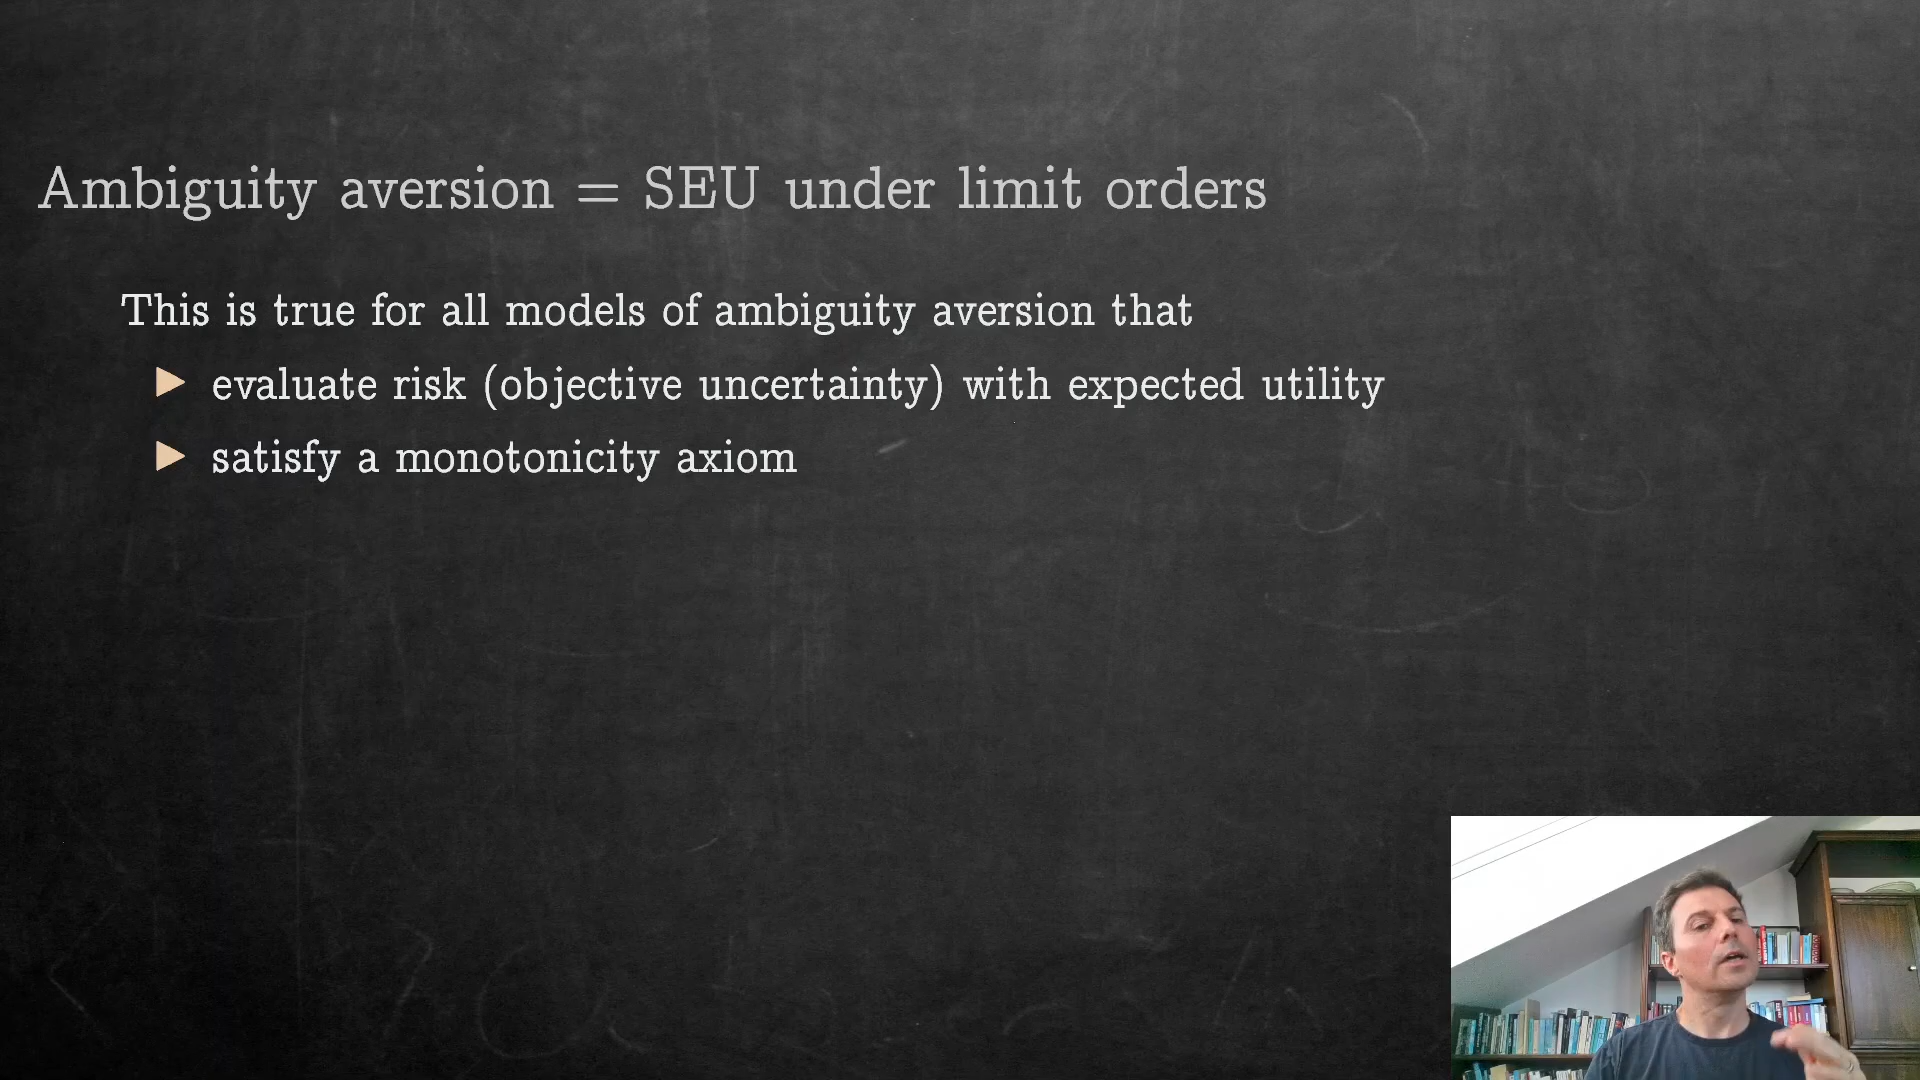 Ambiguity aversion = SEU under limit orders
This is true for all models of ambiguity aversion that
▶ evaluate risk (objective uncertainty) with expected utility
▶ satisfy a monotonicity axiom